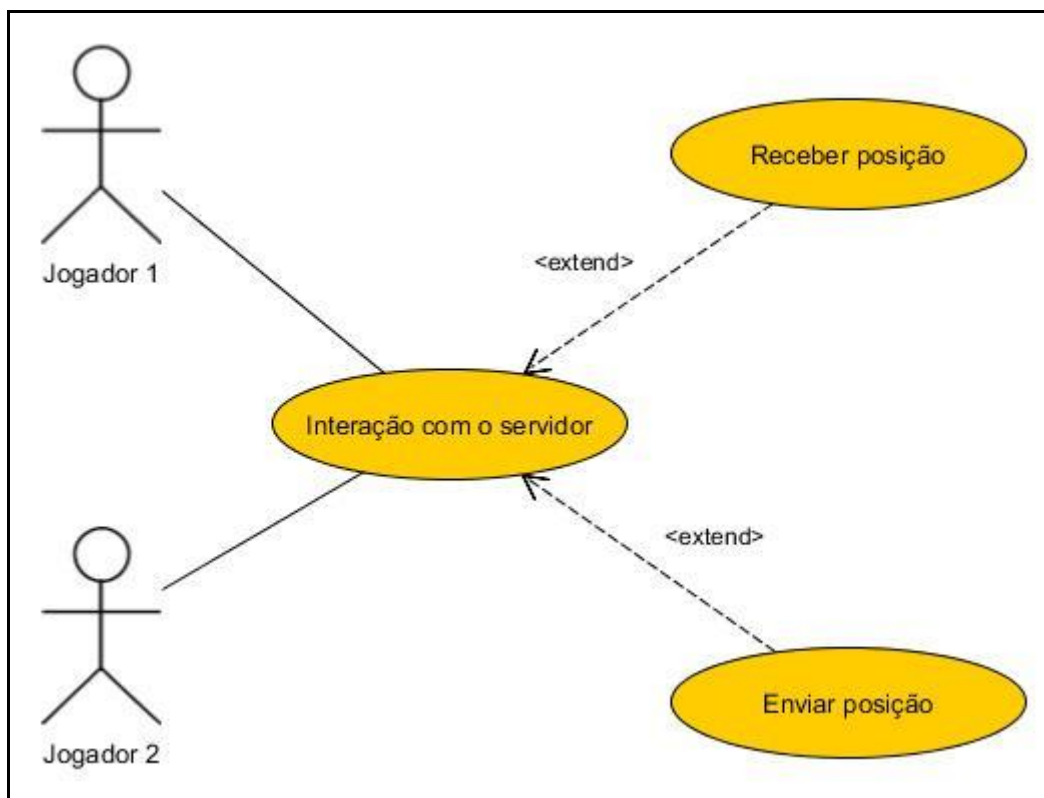 Jogador 1
Receber posição
<extend>
Interação com o servidor
<extend>
Jogador 2
Enviar posição